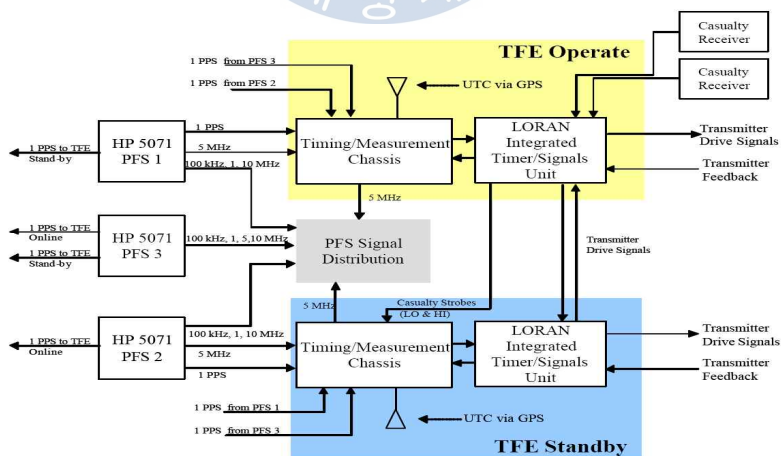 TFE Operate
Casualty
Receiver
Casualty
Receiver
1 PPS from PFS 3
1 PPS from PFS 2
UTC via GPS
1 PPS to TFE
Stand-by
HP 5071
PFS 1
1 PPS
5 MHz
100 kHz, 1, 10 MHz
Timing/Measurement
Chassis
LORAN
Integrated
Timer/Signals
Unit
Transmitter
Drive Signals
Transmitter
Feedback
5 MHz
1 PPS to TFE
Online
1 PPS to TFE
Stand-by
HP 5071
PFS 3
100 kHz, 1, 5,10 MHz
PFS Signal
Distribution
Transmitter
Drive Signals
5 MHz
Casualty Strobes
(LO & HI)
1 PPS to TFE
Online
HP 5071
PFS 2
100 kHz, 1, 10 MHz
5 MHz
1 PPS
Timing/Measurement
Chassis
LORAN
Integrated
Timer/Signals
Unit
Transmitter
Drive Signals
Transmitter
Feedback
1 PPS from PFS 1
1 PPS from PFS 3
UTC via GPS
TFE Standby